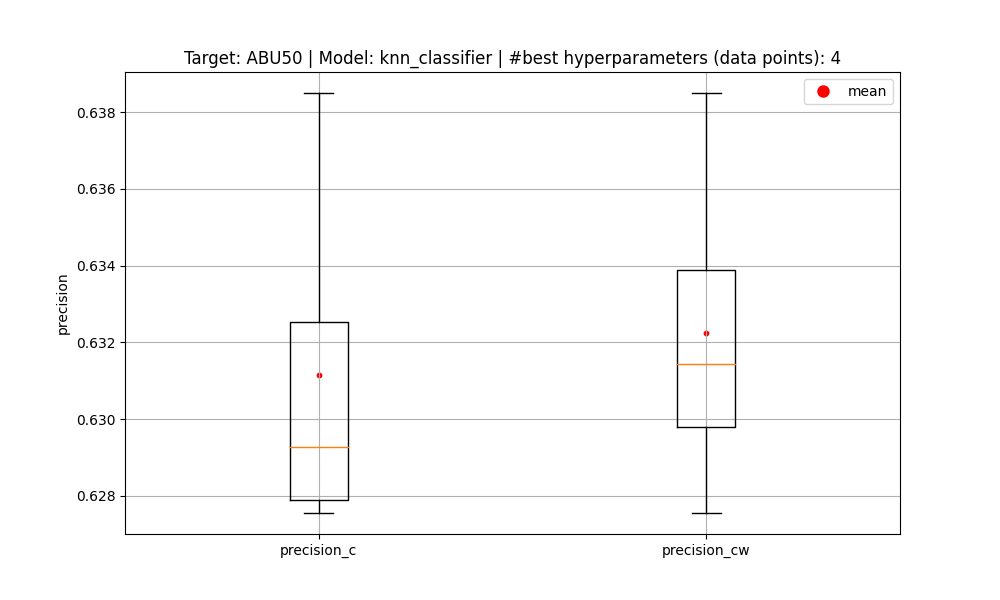 Target: ABU50 | Model: knn_classifier | #best hyperparameters (data points): 4
mean
0.638
0.636
0.634
0.632
0.630
0.628
precision
precision_c
precision_cw